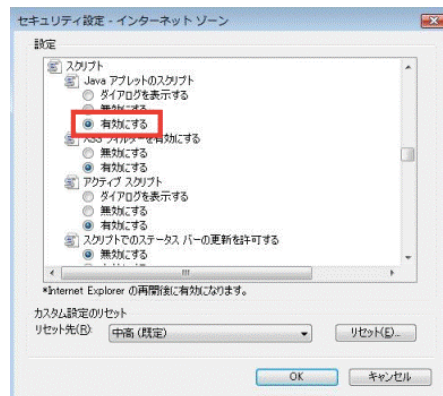 セキュリティ設定 - インターネット ゾーン
設定
スクリプト
Java アプレットのスクリプト
ダイアログを表示する
無効にする
有効にする
XSS フィルターを有効にする
無効にする
有効にする
アクティブ スクリプト
ダイアログを表示する
無効にする
有効にする
スクリプトでのステータス バーの更新を許可する
無効にする
*Internet Explorer の再開後に有効になります。
カスタム設定のリセット
リセット先(R): 中高 (既定) リセット(E)...
OK キャンセル